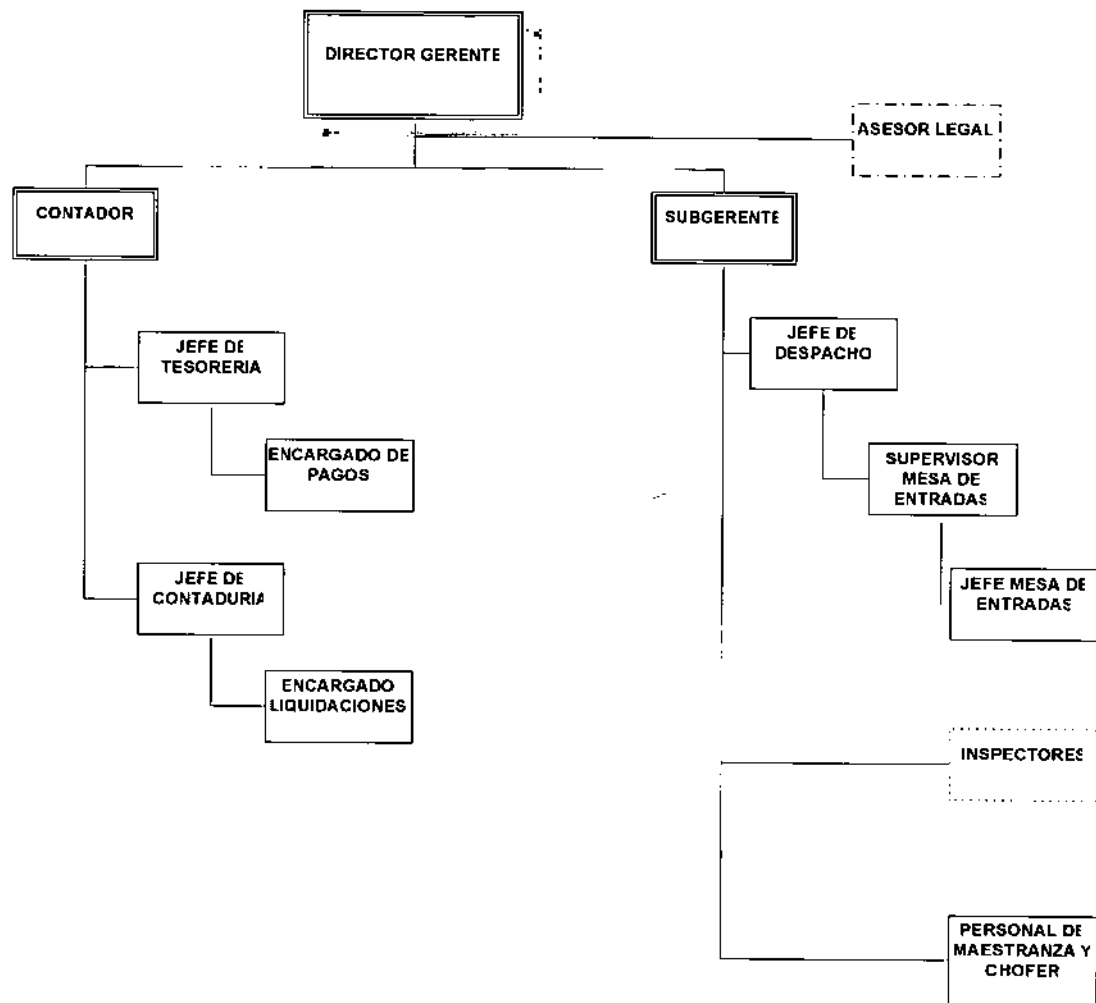 DIRECTOR GERENTE
ASESOR LEGAL
CONTADOR
SUBGERENTE
JEFE DE
TESORERIA
JEFE DE
DESPACHO
ENCARGADO DE
PAGOS
SUPERVISOR
MESA DE
ENTRADAS
JEFE DE
CONTADURIA
JEFE MESA DE
ENTRADAS
ENCARGADO
LIQUIDACIONES
INSPECTORES
PERSONAL DE
MAESTRANZA Y
CHOFER